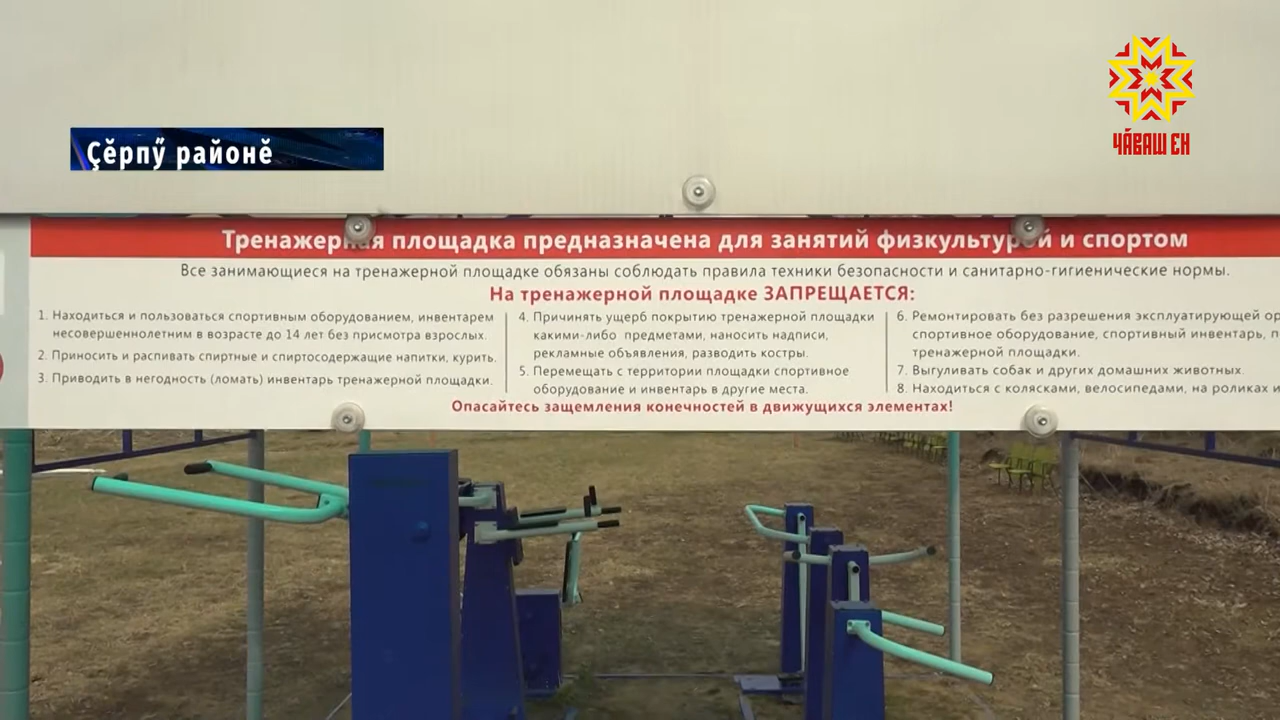 Ҫӗрпӳ районӗ
ЧӐВАШ ЕН
Тренажерная площадка предназначена для занятий физкультурой и спортом
Все занимающиеся на тренажерной площадке обязаны соблюдать правила техники безопасности и санитарно-гигиенические нормы.
На тренажерной площадке ЗАПРЕЩАЕТСЯ:
1. Находиться и пользоваться спортивным оборудованием, инвентарем
несовершеннолетним в возрасте до 14 лет без присмотра взрослых.
2. Приносить и распивать спиртные и спиртосодержащие напитки, курить.
3. Приводить в негодность (ломать) инвентарь тренажерной площадки.
4. Причинять ущерб покрытию тренажерной площадки
какими-либо предметами, наносить надписи,
рекламные объявления, разводить костры.
5. Перемещать с территории площадки спортивное
оборудование и инвентарь в другие места.
6. Ремонтировать без разрешения эксплуатирующей
спортивное оборудование, спортивный инвентарь,
тренажерной площадки.
7. Выгуливать собак и других домашних животных.
8. Находиться с колясками, велосипедами, на роликах и
Опасайтесь защемления конечностей в движущихся элементах!